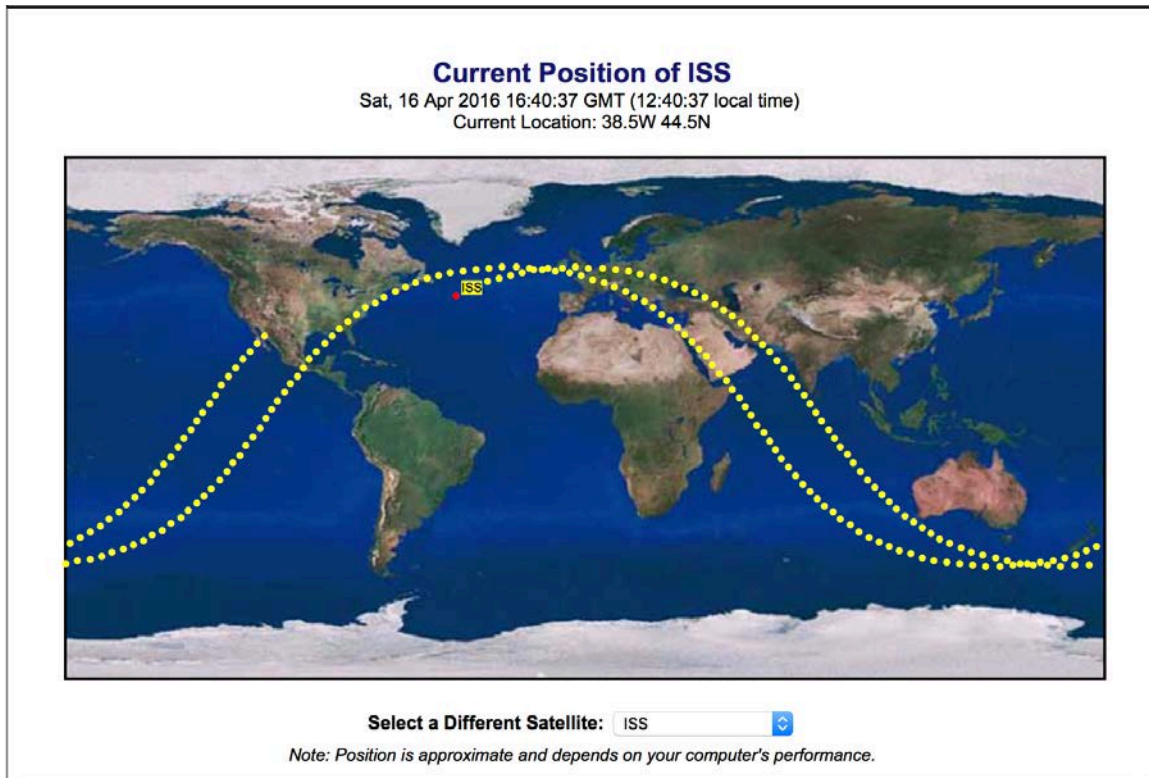 Current Position of ISS
Sat, 16 Apr 2016 16:40:37 GMT (12:40:37 local time)
Current Location: 38.5W 44.5N
ISS
Select a Different Satellite: ISS
Note: Position is approximate and depends on your computer's performance.